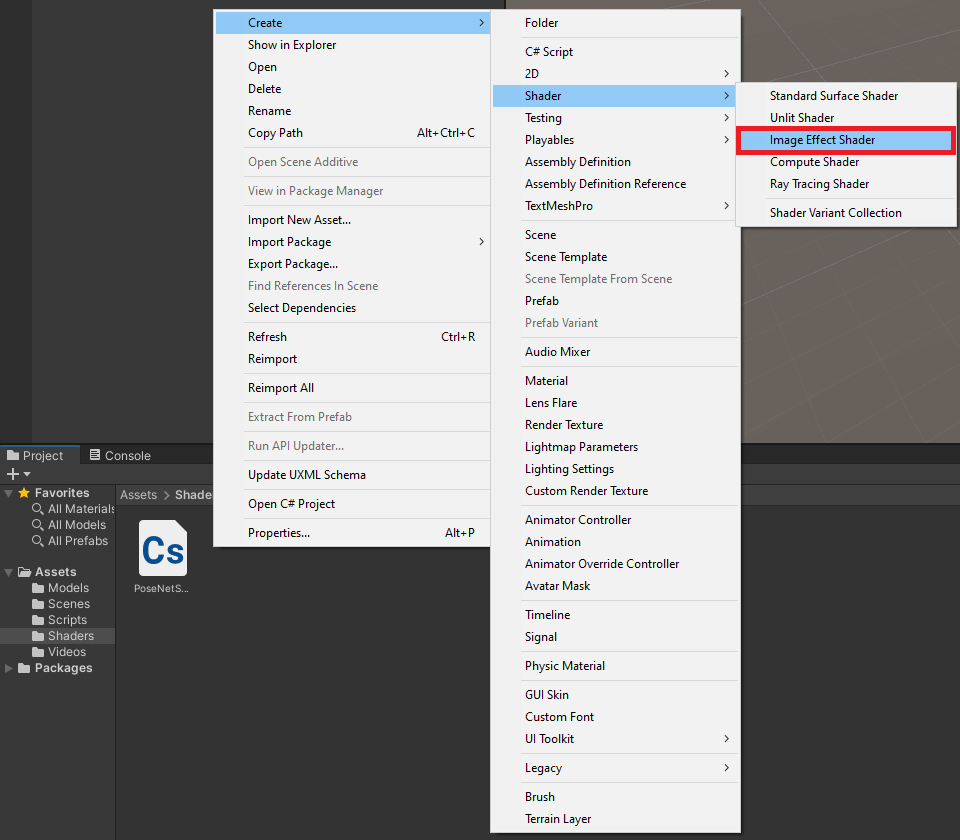 Create
Show in Explorer
Open
Delete
Rename
Copy Path Alt+Ctrl+C
Open Scene Additive
View in Package Manager
Import New Asset...
Import Package
Export Package...
Find References In Scene
Select Dependencies
Refresh Ctrl+R
Reimport
Reimport All
Extract From Prefab
Run API Updater...
Update UXML Schema
Open C# Project
Properties... Alt+P
Folder
C# Script
2D
Shader
Testing
Playables
Assembly Definition
Assembly Definition Reference
TextMeshPro
Scene
Scene Template
Scene Template From Scene
Prefab
Prefab Variant
Audio Mixer
Material
Lens Flare
Render Texture
Lightmap Parameters
Lighting Settings
Custom Render Texture
Animator Controller
Animation
Animator Override Controller
Avatar Mask
Timeline
Signal
Physic Material
GUI Skin
Custom Font
UI Toolkit
Legacy
Brush
Terrain Layer
Standard Surface Shader
Unlit Shader
Image Effect Shader
Compute Shader
Ray Tracing Shader
Shader Variant Collection
Project Console
Favorites
All Materials
All Models
All Prefabs
Assets
Models
Scenes
Scripts
Shaders
Videos
Packages
Assets > Shade
Cs
PoseNetS...